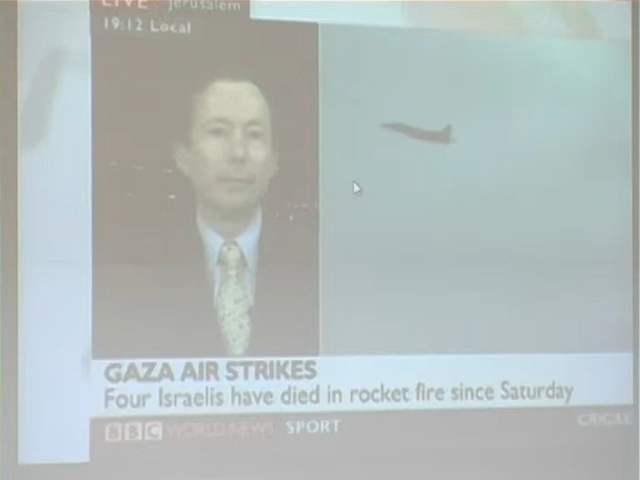 LIVE Jerusalem
19:12 Local
GAZA AIR STRIKES
Four Israelis have died in rocket fire since Saturday
BBC WORLD NEWS SPORT